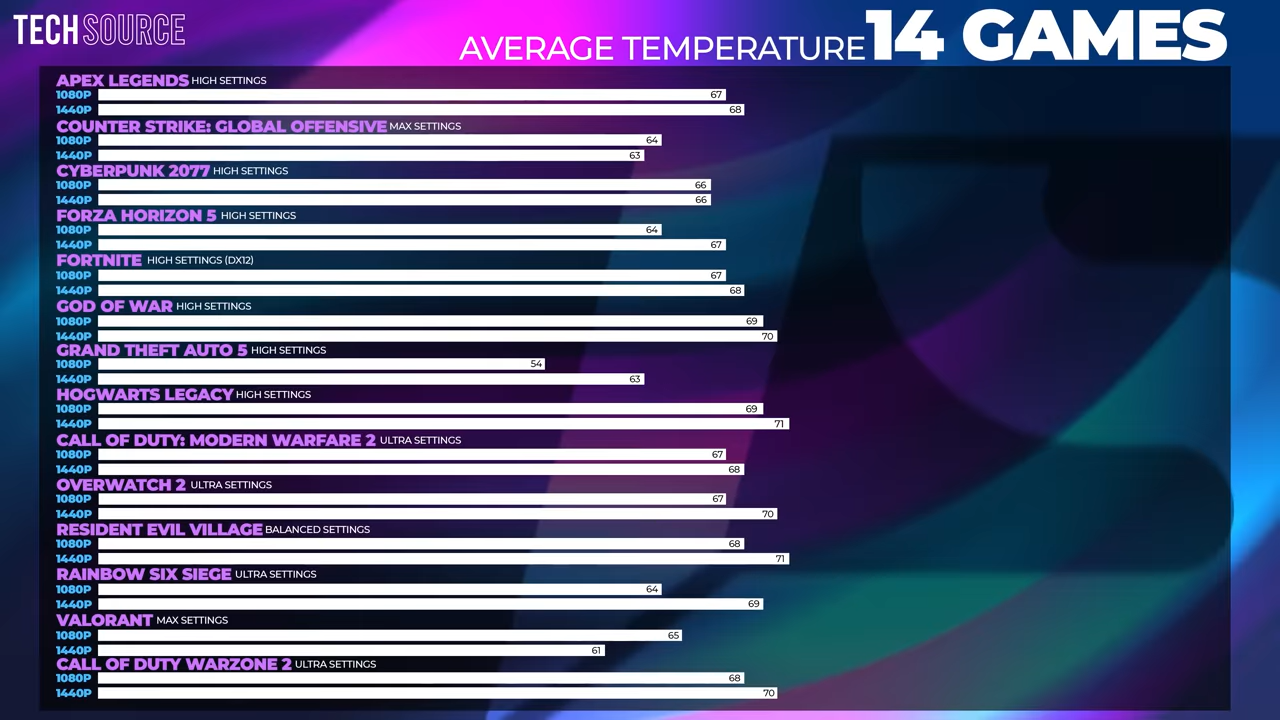 TECH SOURCE
AVERAGE TEMPERATURE 14 GAMES
APEX LEGENDS HIGH SETTINGS
1080P 67
1440P 68
COUNTER STRIKE: GLOBAL OFFENSIVE MAX SETTINGS
1080P 64
1440P 63
CYBERPUNK 2077 HIGH SETTINGS
1080P 66
1440P 66
FORZA HORIZON 5 HIGH SETTINGS
1080P 64
1440P 67
FORTNITE HIGH SETTINGS (DX12)
1080P 67
1440P 68
GOD OF WAR HIGH SETTINGS
1080P 69
1440P 70
GRAND THEFT AUTO 5 HIGH SETTINGS
1080P 54
1440P 63
HOGWARTS LEGACY HIGH SETTINGS
1080P 69
1440P 71
CALL OF DUTY: MODERN WARFARE 2 ULTRA SETTINGS
1080P 67
1440P 68
OVERWATCH 2 ULTRA SETTINGS
1080P 67
1440P 70
RESIDENT EVIL VILLAGE BALANCED SETTINGS
1080P 68
1440P 71
RAINBOW SIX SIEGE ULTRA SETTINGS
1080P 64
1440P 69
VALORANT MAX SETTINGS
1080P 65
1440P 61
CALL OF DUTY WARZONE 2 ULTRA SETTINGS
1080P 68
1440P 70